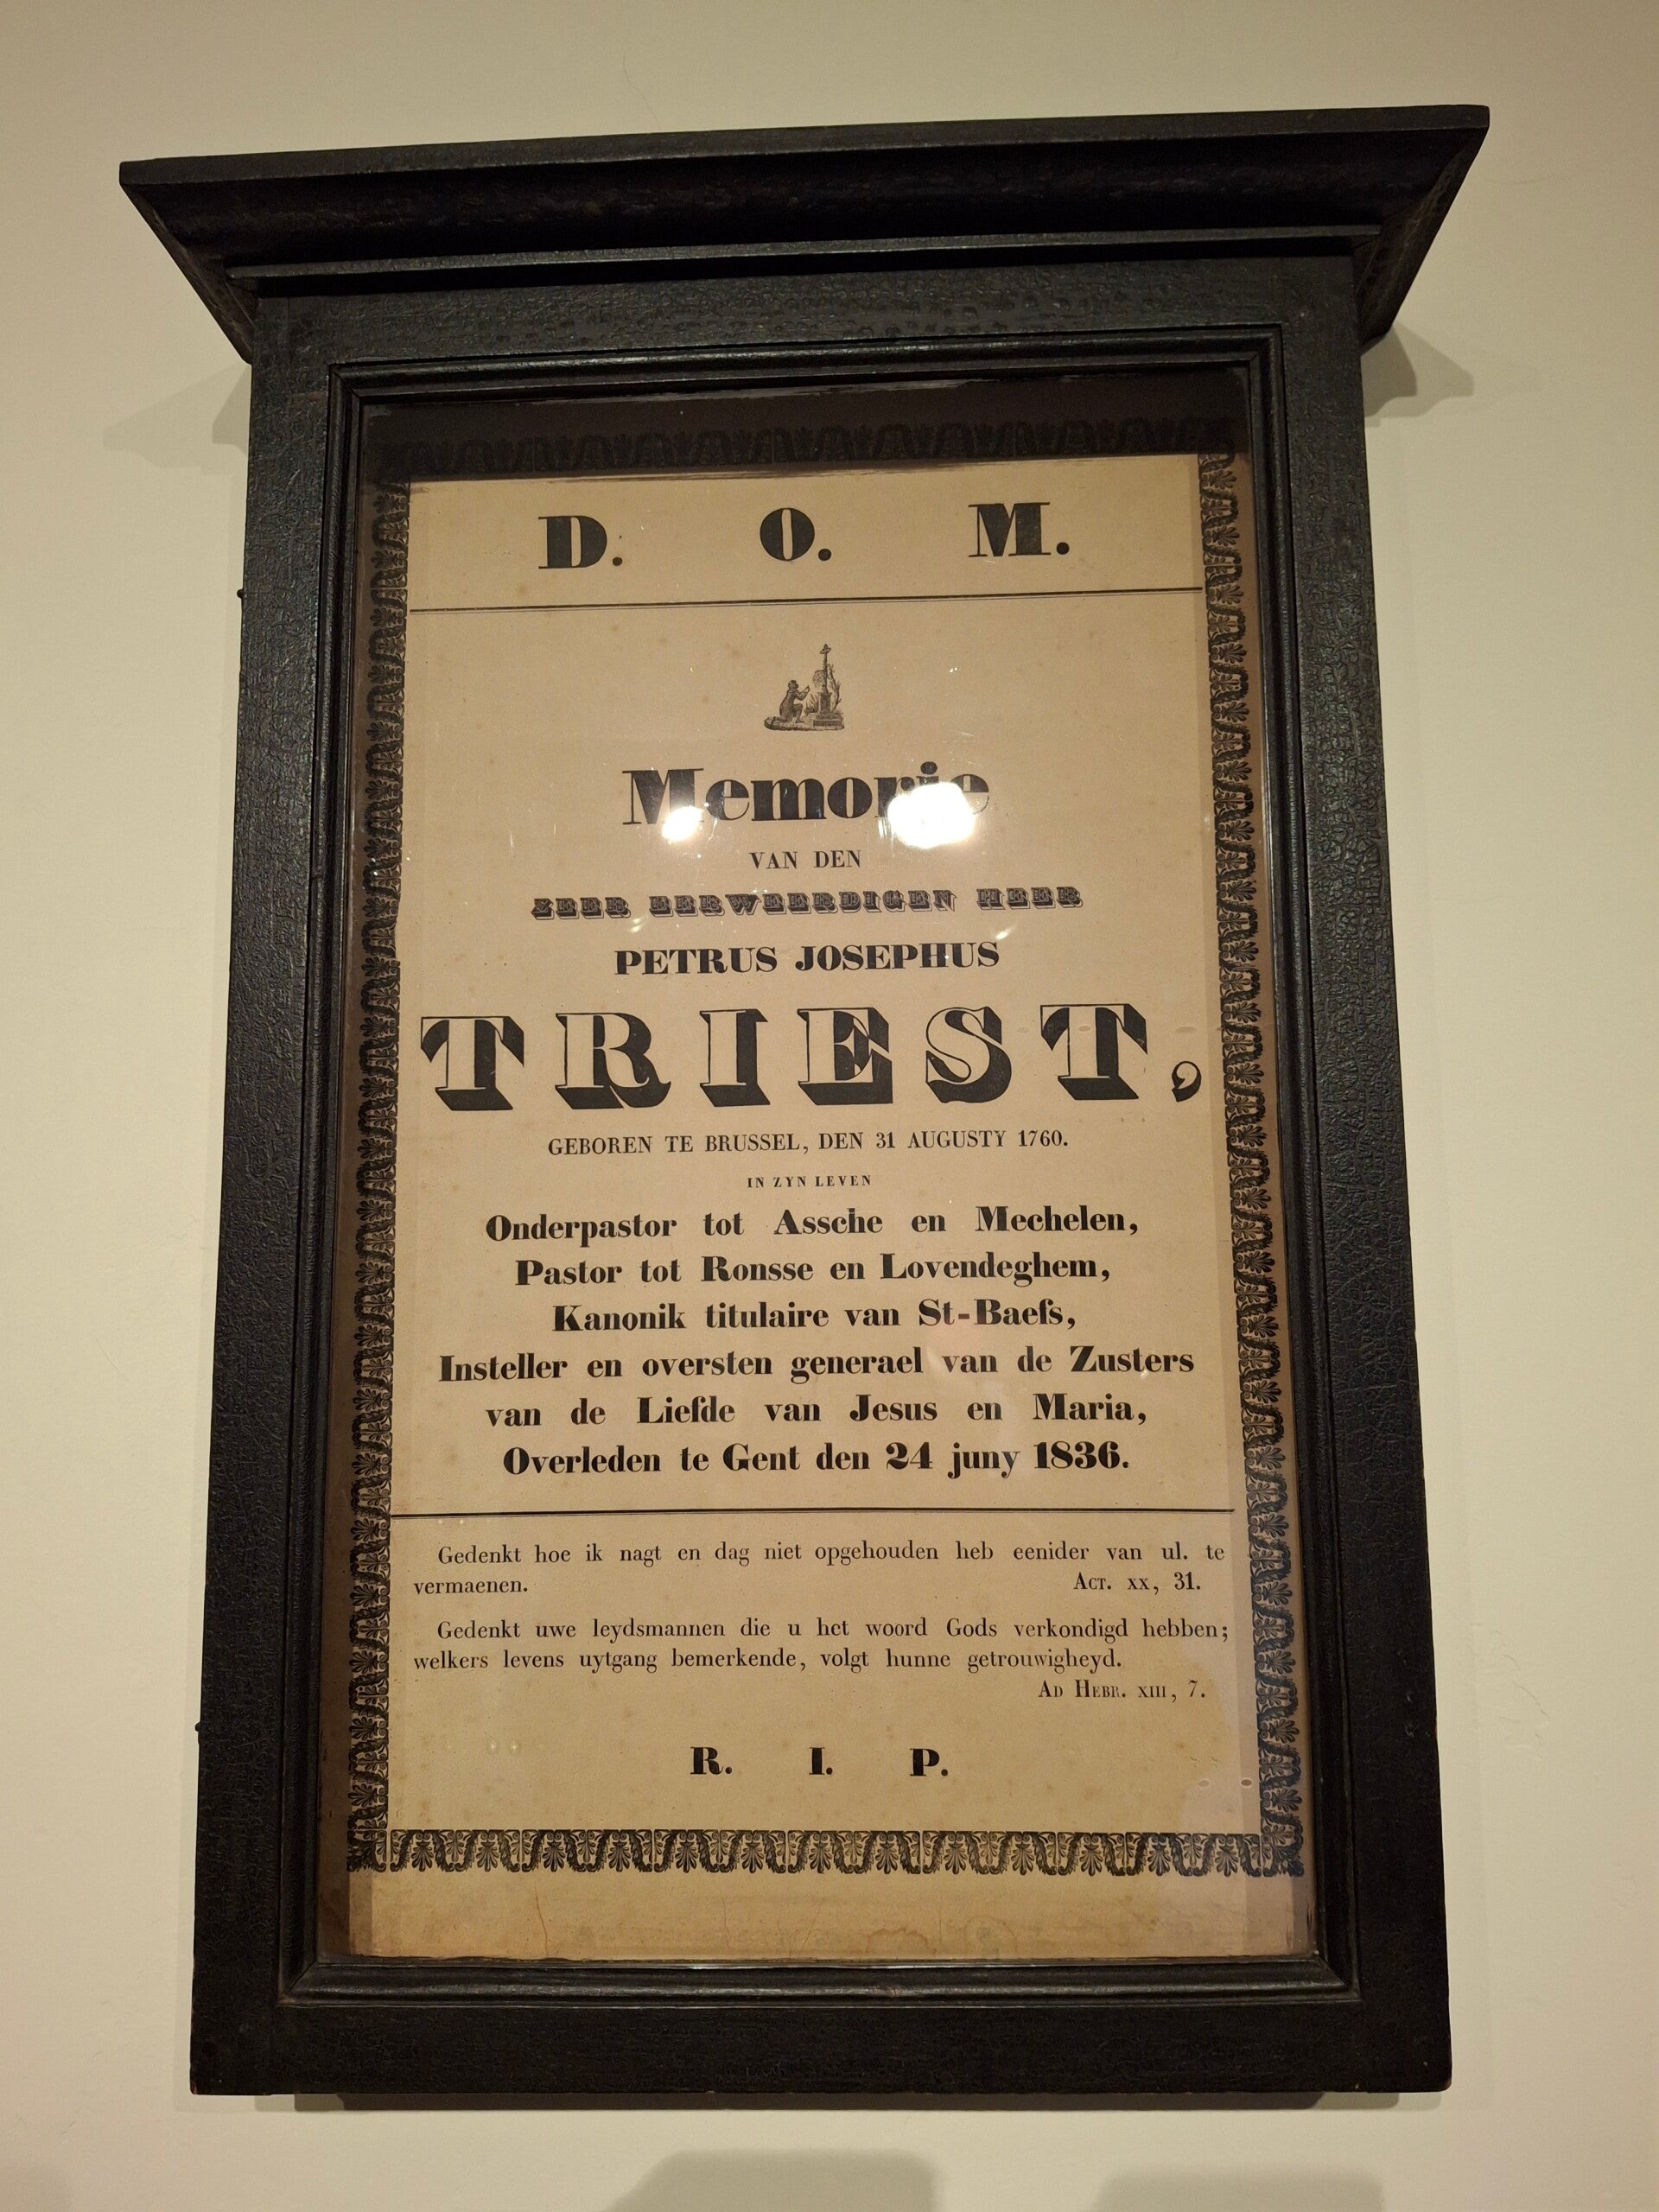 D. O. M.
Memorie
VAN DEN
ZEER EERWEERDIGEN HEER
PETRUS JOSEPHUS
TRIEST,
GEBOREN TE BRUSSEL, DEN 31 AUGUSTY 1760.
IN ZYN LEVEN
Onderpastor tot Assche en Mechelen,
Pastor tot Ronsse en Lovendeghem,
Kanonik titulaire van St-Baefs,
Insteller en oversten generael van de Zusters
van de Liefde van Jesus en Maria,
Overleden te Gent den 24 juny 1836.
Gedenkt hoe ik nagt en dag niet opgehouden heb eenider van ul. te
vermaenen. ACT. XX, 31.
Gedenkt uwe leydsmannen die u het woord Gods verkondigd hebben;
welkers levens uytgang bemerkende, volgt hunne getrouwigheyd.
AD HEBR. XIII, 7.
R. I. P.